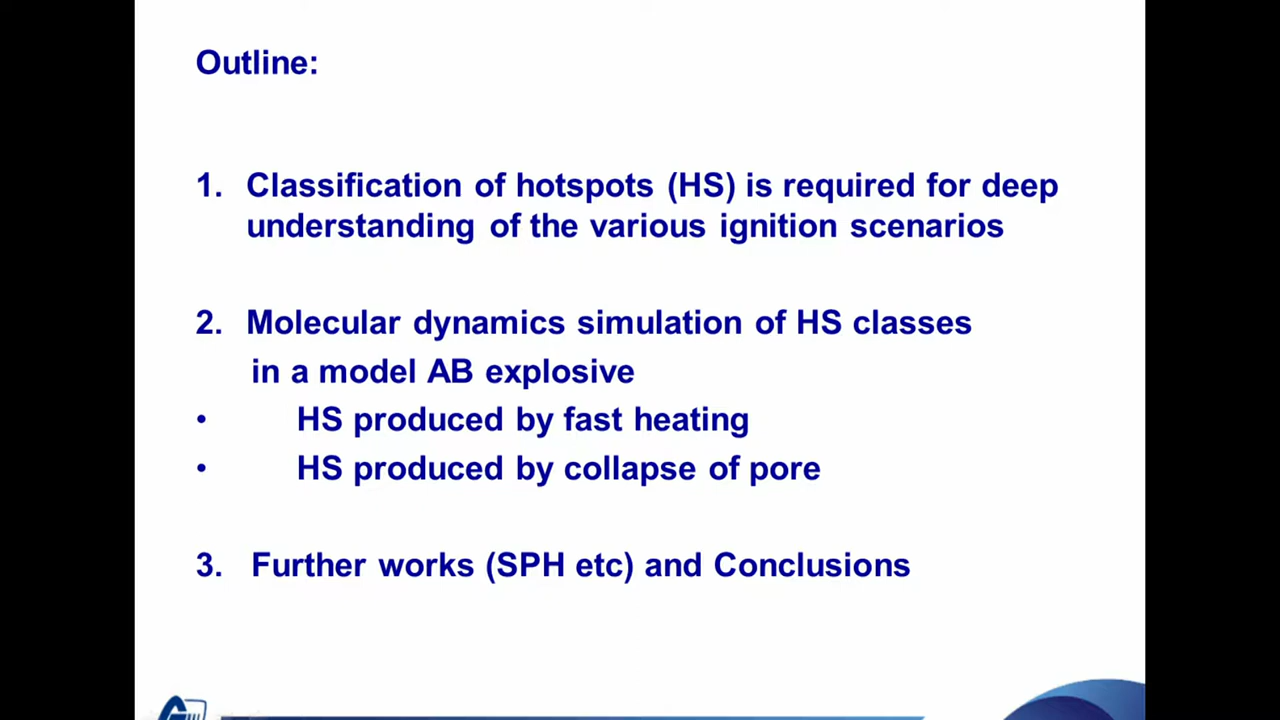 Outline:
1. Classification of hotspots (HS) is required for deep
understanding of the various ignition scenarios
2. Molecular dynamics simulation of HS classes
in a model AB explosive
• HS produced by fast heating
• HS produced by collapse of pore
3. Further works (SPH etc) and Conclusions